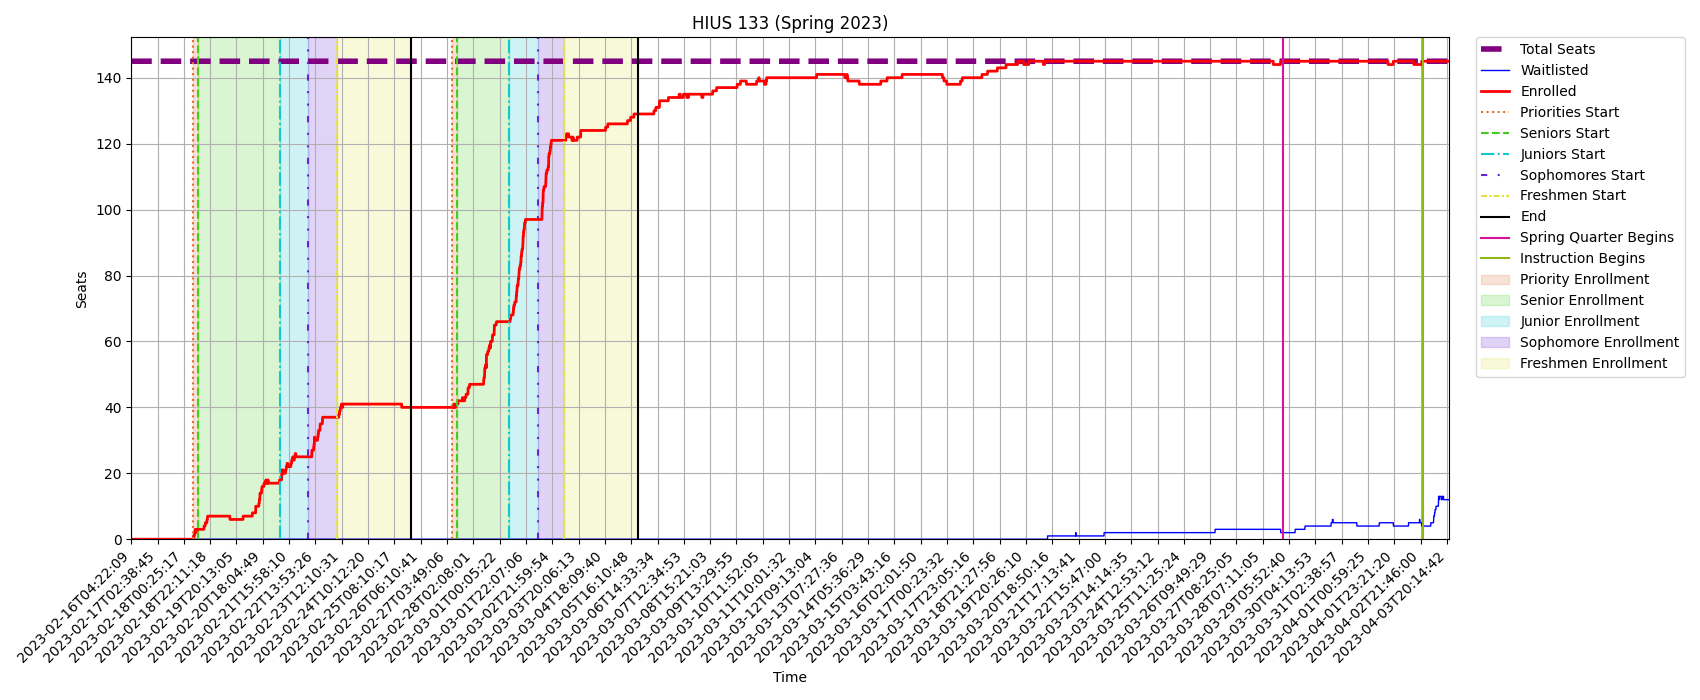 HIUS 133 (Spring 2023)
Seats
140
120
100
80
60
40
20
0
2023-02-16T04:22:09
2023-02-17T02:38:45
2023-02-18T00:25:17
2023-02-18T22:11:18
2023-02-19T20:13:05
2023-02-20T18:04:49
2023-02-21T15:58:10
2023-02-22T13:53:26
2023-02-23T12:10:31
2023-02-24T10:12:20
2023-02-25T08:10:17
2023-02-26T06:10:41
2023-02-27T03:49:06
2023-02-28T02:08:01
2023-03-01T00:05:22
2023-03-01T22:07:06
2023-03-02T21:59:54
2023-03-03T20:06:13
2023-03-04T18:09:40
2023-03-05T16:10:48
2023-03-06T14:33:34
2023-03-07T12:34:53
2023-03-08T15:21:03
2023-03-09T13:29:55
2023-03-10T11:52:05
2023-03-11T10:01:32
2023-03-12T09:13:04
2023-03-13T07:27:36
2023-03-14T05:36:29
2023-03-15T03:43:16
2023-03-16T02:01:50
2023-03-17T00:23:32
2023-03-17T23:05:16
2023-03-18T21:27:56
2023-03-19T20:26:10
2023-03-20T18:50:16
2023-03-21T17:13:41
2023-03-22T15:47:00
2023-03-23T14:14:35
2023-03-24T12:53:12
2023-03-25T11:25:24
2023-03-26T09:49:29
2023-03-27T08:25:05
2023-03-28T07:11:05
2023-03-29T05:52:40
2023-03-30T04:13:53
2023-03-31T02:38:57
2023-04-01T00:59:25
2023-04-01T23:21:20
2023-04-02T21:46:00
2023-04-03T20:14:42
Time
Total Seats
Waitlisted
Enrolled
Priorities Start
Seniors Start
Juniors Start
Sophomores Start
Freshmen Start
End
Spring Quarter Begins
Instruction Begins
Priority Enrollment
Senior Enrollment
Junior Enrollment
Sophomore Enrollment
Freshmen Enrollment